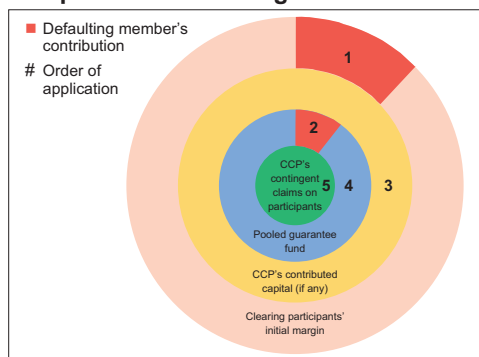 Defaulting member's
contribution
# Order of
application
1
2
CCP's
contingent
claims on
participants
5
4
3
Pooled guarantee
fund
CCP's contributed
capital (if any)
Clearing participants'
initial margin